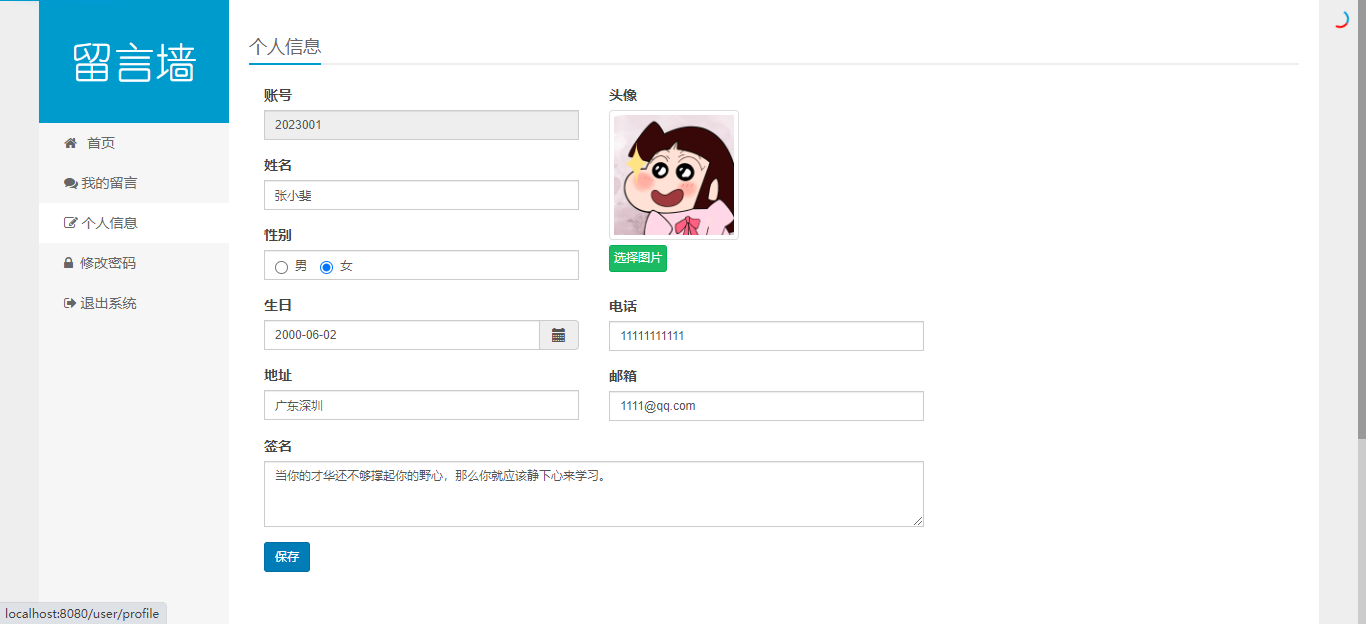 留言墙
首页
我的留言
个人信息
修改密码
退出系统
个人信息
账号
2023001
姓名
张小斐
性别
男 女
生日
2000-06-02
地址
广东深圳
头像
选择图片
电话
11111111111
邮箱
1111@qq.com
签名
当你的才华还不够撑起你的野心，那么你就应该静下心来学习。
保存
localhost:8080/user/profile